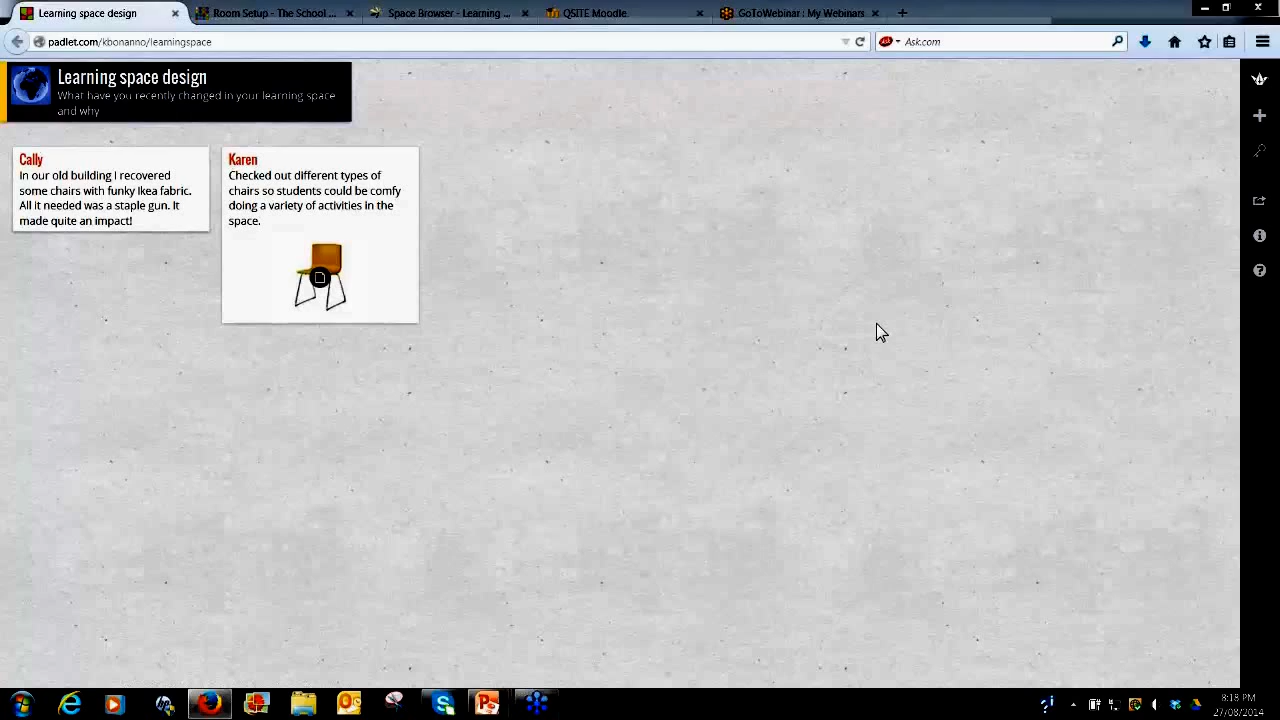 Learning space design
Room Setup - The School ...
Space Browser - Learning ...
QSITE Moodle
GoToWebinar : My Webinars
padlet.com/kbonanno/learningspace
Ask
Ask.com
Learning space design
What have you recently changed in your learning space
and why
Cally
In our old building I recovered
some chairs with funky Ikea fabric.
All it needed was a staple gun. It
made quite an impact!
Karen
Checked out different types of
chairs so students could be comfy
doing a variety of activities in the
space.
8:18 PM
27/08/2014